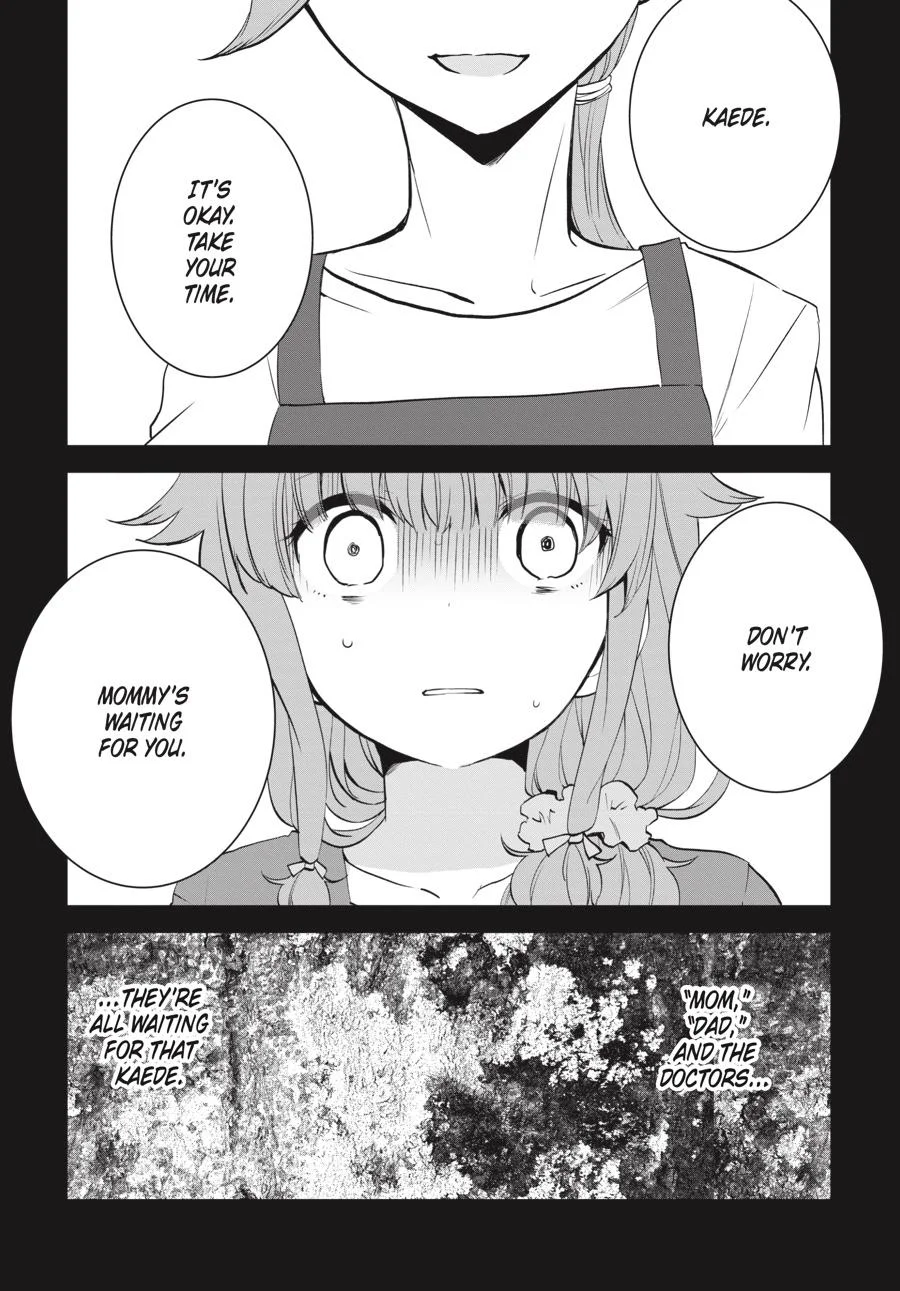 KAEDE.
IT'S
OKAY.
TAKE
YOUR
TIME.
DON'T
WORRY.
MOMMY'S
WAITING
FOR YOU.
"MOM,"
"DAD,"
AND THE
DOCTORS...
...THEY'RE
ALL WAITING
FOR THAT
KAEDE.